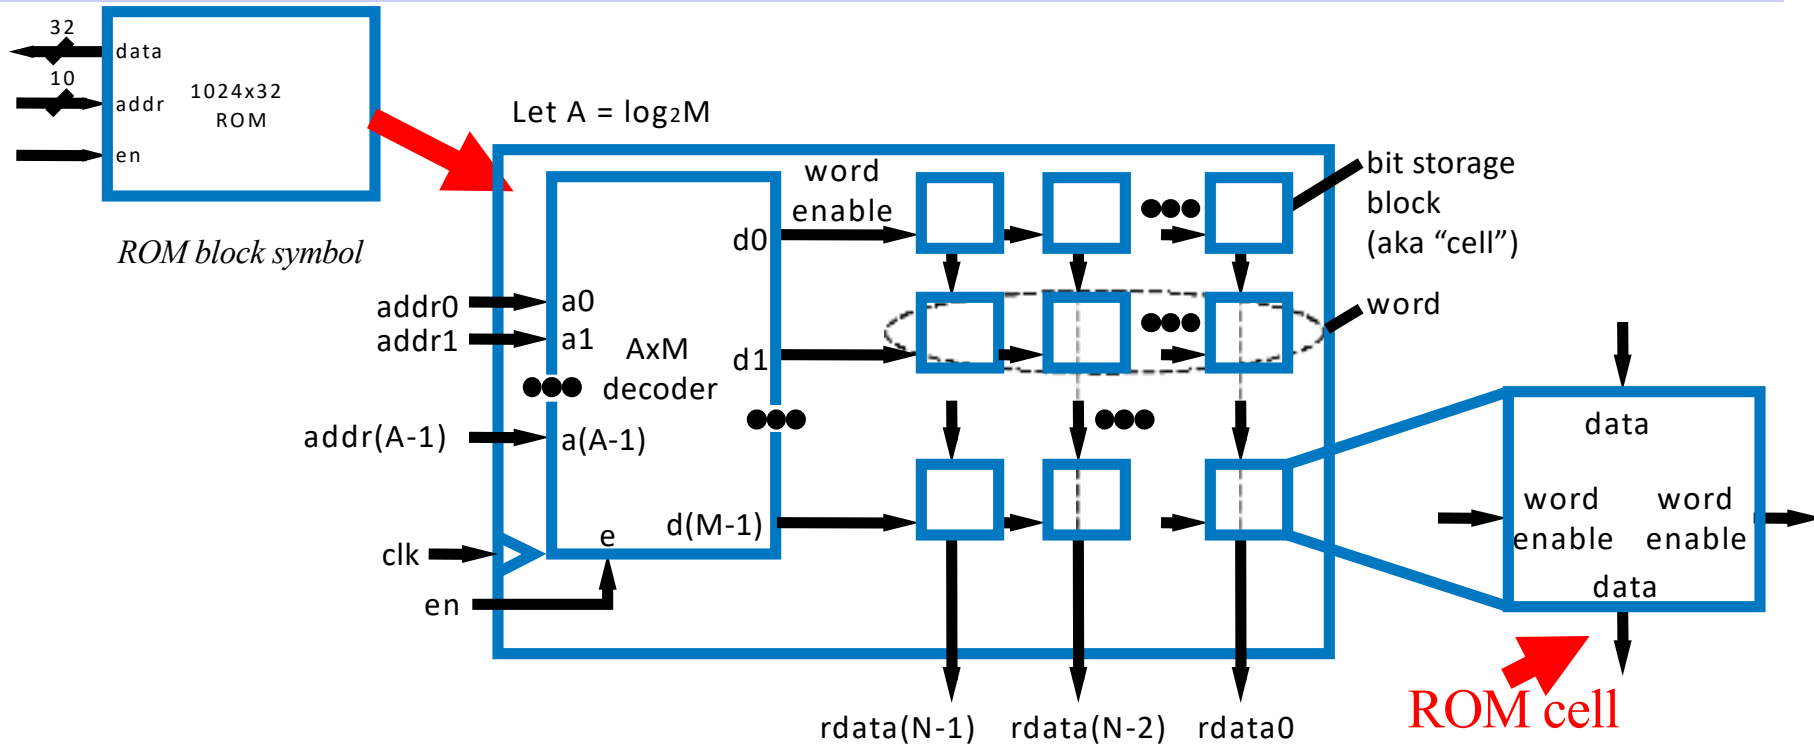 32
data
10
addr
1024x32
ROM
en
ROM block symbol
Let A = log2M
word
enable
bit storage
block
(aka “cell”)
word
d0
addr0
a0
addr1
a1
AxM
decoder
d1
addr(A-1)
a(A-1)
d(M-1)
e
clk
en
data
word
enable
word
enable
data
ROM cell
rdata(N-1)
rdata(N-2)
rdata0